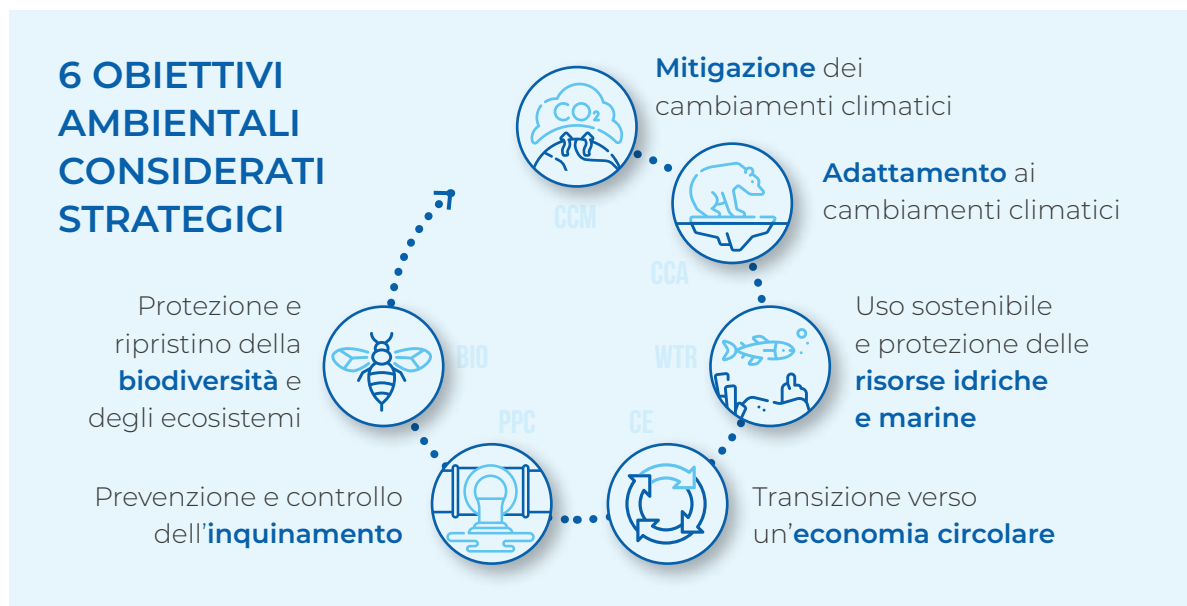 6 OBIETTIVI
AMBIENTALI
CONSIDERATI
STRATEGICI
Mitigazione dei
cambiamenti climatici
CO₂
CCM
Adattamento ai
cambiamenti climatici
CCA
Uso sostenibile
e protezione delle
risorse idriche
e marine
WTR
Transizione verso
un'economia circolare
CE
Prevenzione e controllo
dell'inquinamento
PPC
Protezione e
ripristino della
biodiversità e
degli ecosistemi
BIO